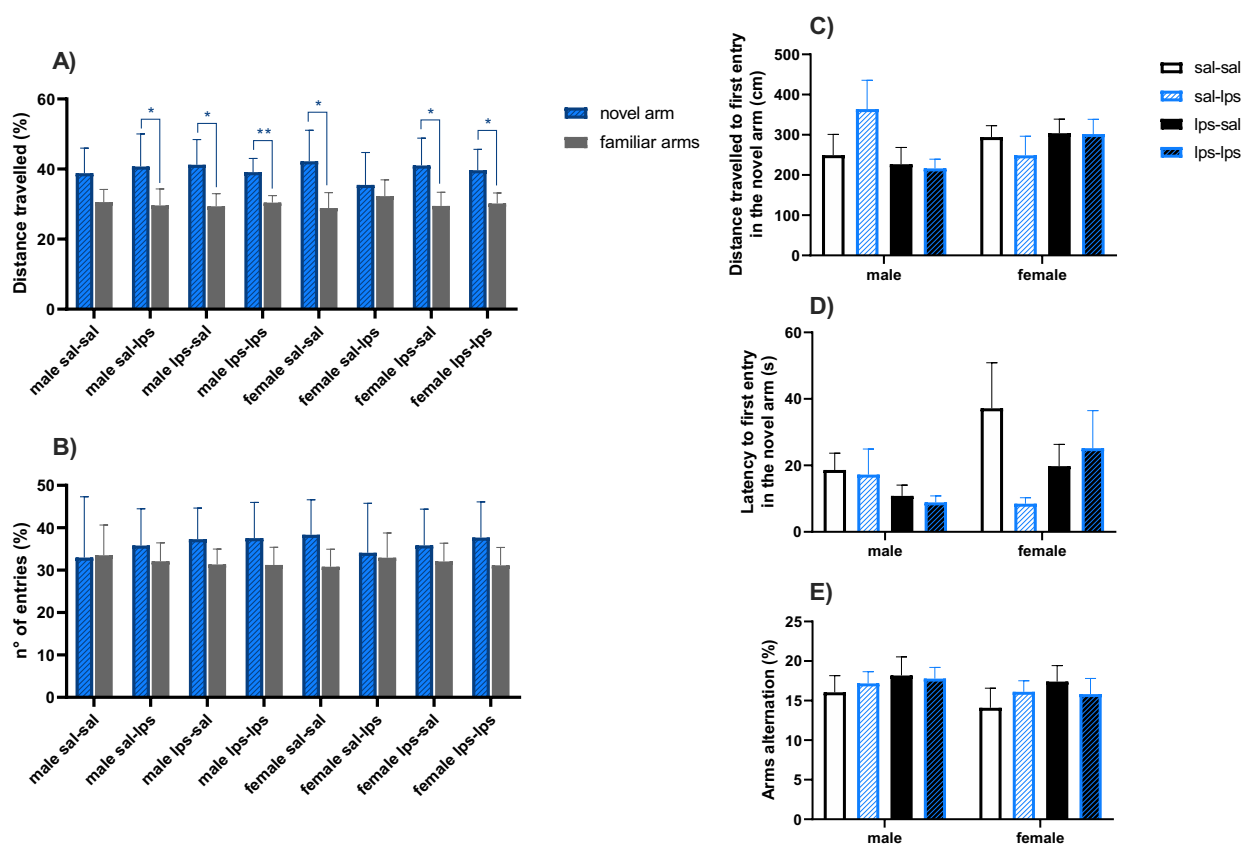 A)
Distance travelled (%)
60
40
20
0
*
*
**
*
*
*
novel arm
familiar arms
male sal-sal
male sal-lps
male lps-sal
male lps-lps
female sal-sal
female sal-lps
female lps-sal
female lps-lps
B)
n° of entries (%)
50
40
30
20
10
0
male sal-sal
male sal-lps
male lps-sal
male lps-lps
female sal-sal
female sal-lps
female lps-sal
female lps-lps
C)
Distance travelled to first entry
in the novel arm (cm)
500
400
300
200
100
0
male
female
sal-sal
sal-lps
lps-sal
lps-lps
D)
Latency to first entry
in the novel arm (s)
60
40
20
0
male
female
E)
Arms alternation (%)
25
20
15
10
5
0
male
female